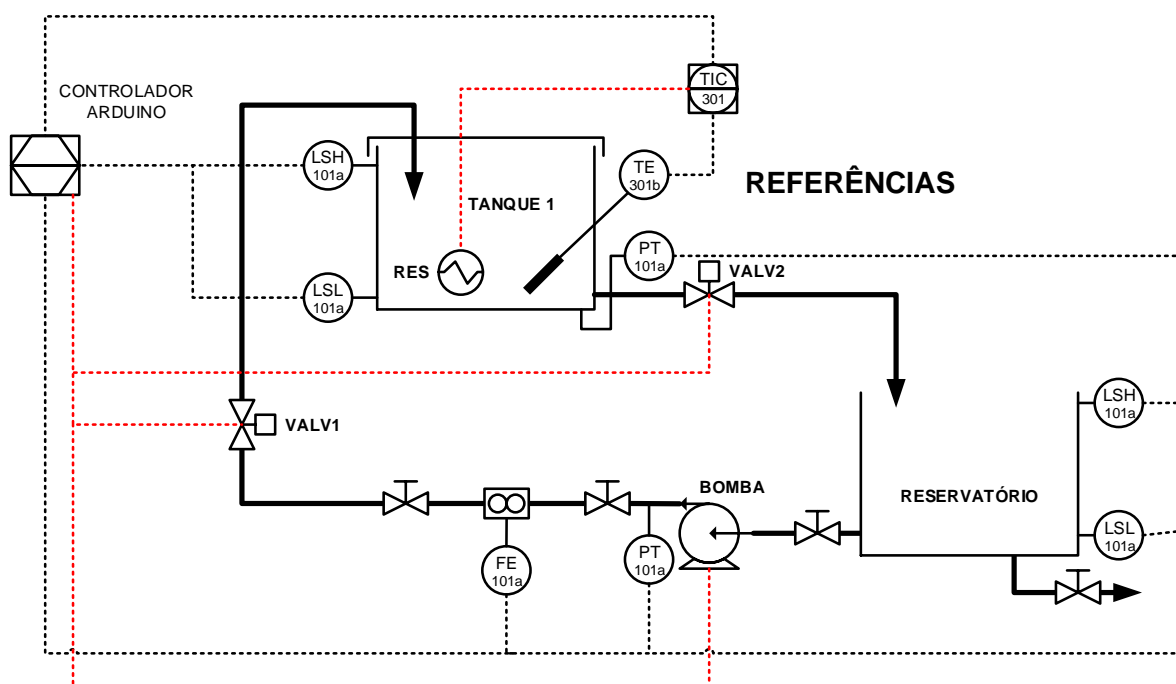 CONTROLADOR
ARDUINO
TIC
301
LSH
101a
TE
301b
REFERÊNCIAS
TANQUE 1
PT
101a
RES
VALV2
LSL
101a
LSH
101a
VALV1
BOMBA
RESERVATÓRIO
LSL
101a
FE
101a
PT
101a